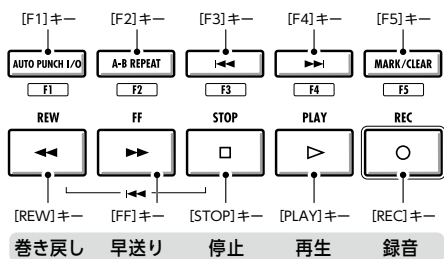 [F1]キー [F2]キー [F3]キー [F4]キー [F5]キー
AUTO PUNCH I/O A-B REPEAT MARK/CLEAR
F1 F2 F3 F4 F5
REW FF STOP PLAY REC
[REW]キー [FF]キー [STOP]キー [PLAY]キー [REC]キー
巻き戻し 早送り 停止 再生 録音